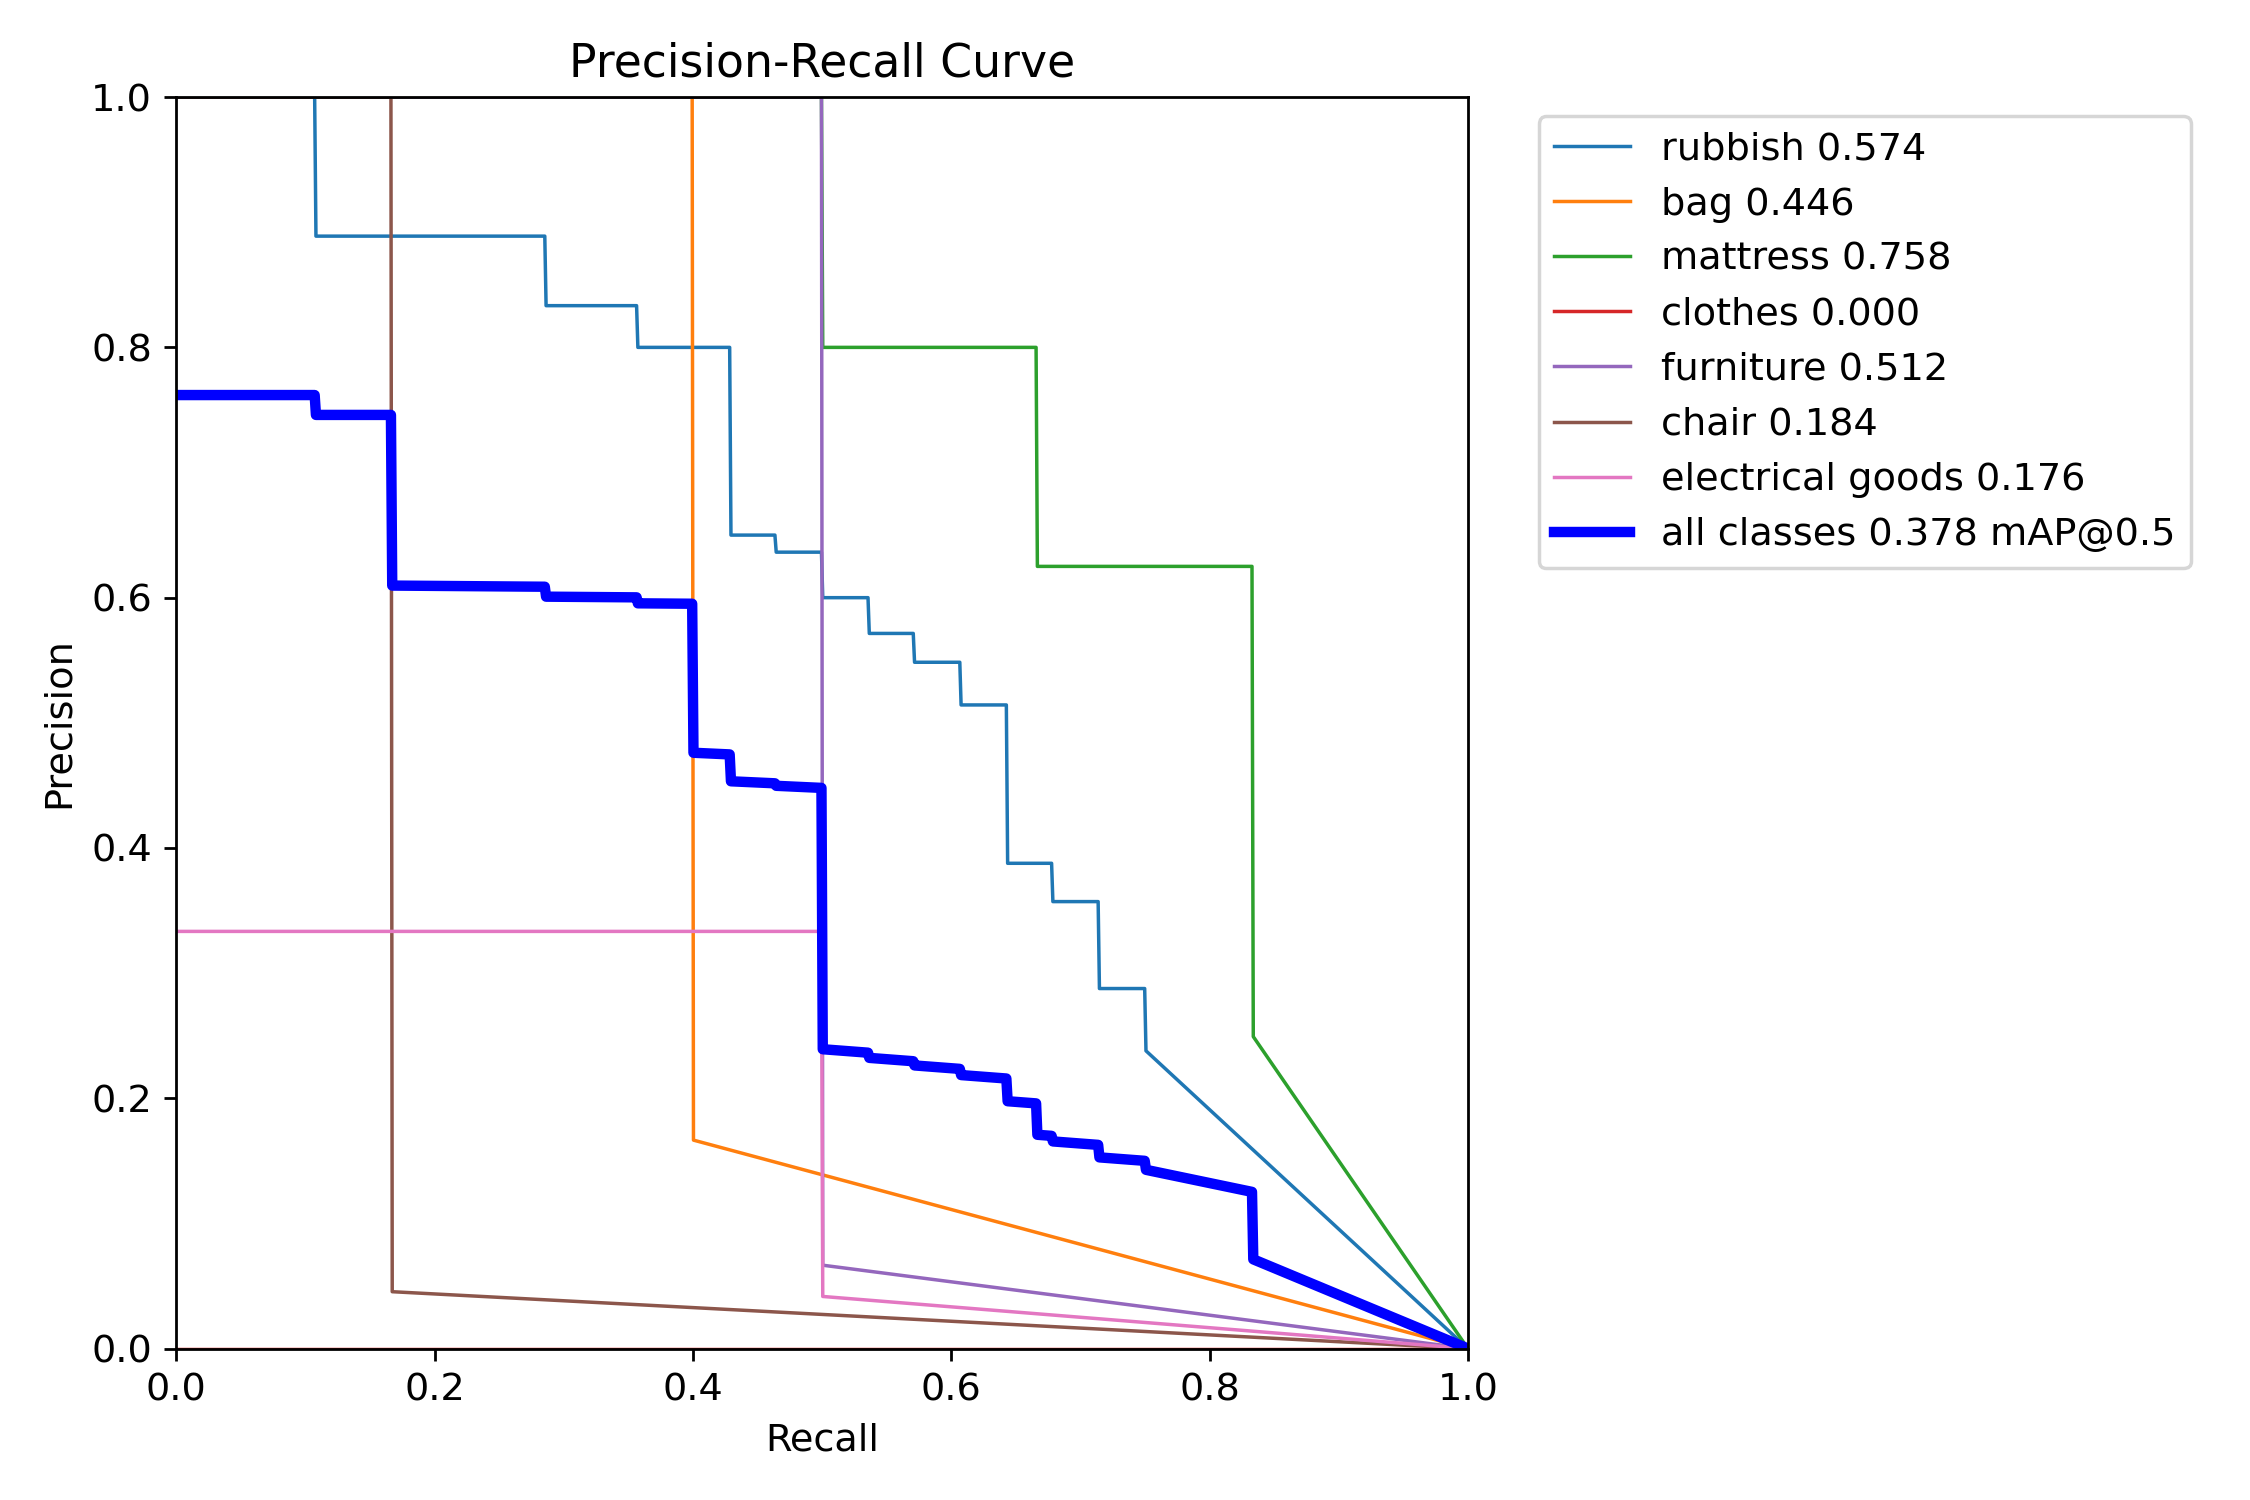 Precision-Recall Curve
1.0
0.8
0.6
0.4
0.2
0.0
Precision
0.0 0.2 0.4 0.6 0.8 1.0
Recall
rubbish 0.574
bag 0.446
mattress 0.758
clothes 0.000
furniture 0.512
chair 0.184
electrical goods 0.176
all classes 0.378 mAP@0.5